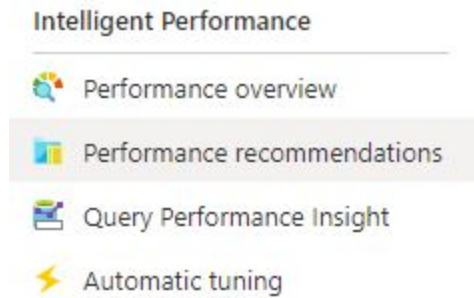 Intelligent Performance
Performance overview
Performance recommendations
Query Performance Insight
Automatic tuning